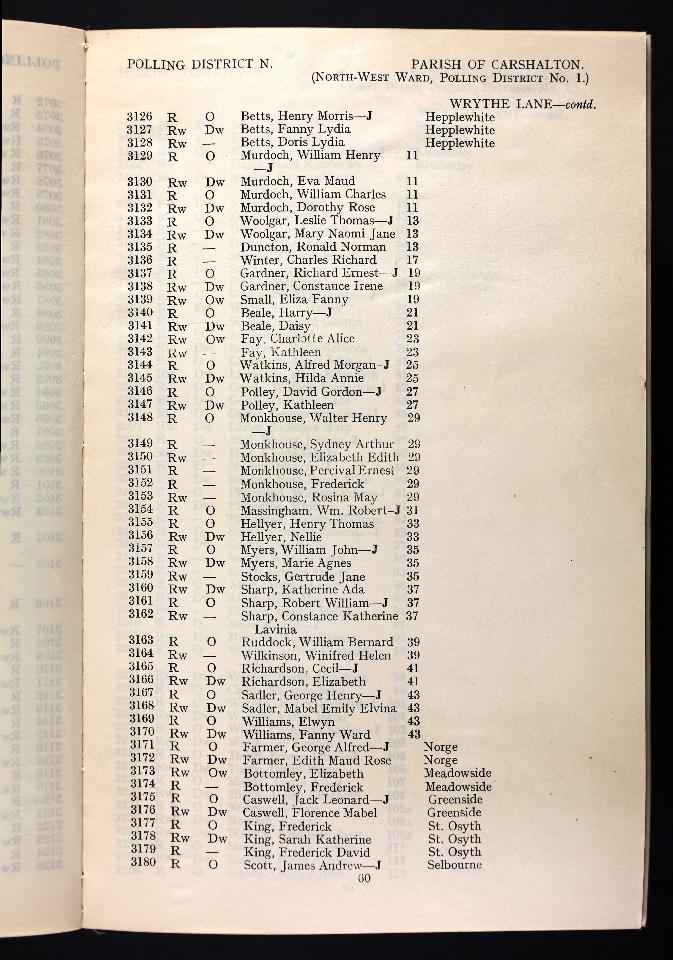 POLLING DISTRICT N. PARISH OF CARSHALTON.
(NORTH-WEST WARD, POLLING DISTRICT NO. 1.)
WRYTHE LANE—contd.
3126 R O Betts, Henry Morris—J Hepplewhite
3127 Rw Dw Betts, Fanny Lydia Hepplewhite
3128 Rw — Betts, Doris Lydia Hepplewhite
3129 R O Murdoch, William Henry 11
—J
3130 Rw Dw Murdoch, Eva Maud 11
3131 R O Murdoch, William Charles 11
3132 Rw Dw Murdoch, Dorothy Rose 11
3133 R O Woolgar, Leslie Thomas—J 13
3134 Rw Dw Woolgar, Mary Naomi Jane 13
3135 R — Duncton, Ronald Norman 13
3136 R — Winter, Charles Richard 17
3137 R O Gardner, Richard Ernest—J 19
3138 Rw Dw Gardner, Constance Irene 19
3139 Rw Ow Small, Eliza Fanny 19
3140 R O Beale, Harry—J 21
3141 Rw Dw Beale, Daisy 21
3142 Rw Ow Fay, Charlotte Alice 23
3143 Rw — Fay, Kathleen 23
3144 R O Watkins, Alfred Morgan-J 25
3145 Rw Dw Watkins, Hilda Annie 25
3146 R O Polley, David Gordon—J 27
3147 Rw Dw Polley, Kathleen 27
3148 R O Monkhouse, Walter Henry 29
—J
3149 R — Monkhouse, Sydney Arthur 29
3150 Rw — Monkhouse, Elizabeth Edith 29
3151 R — Monkhouse, Percival Ernest 29
3152 R — Monkhouse, Frederick 29
3153 Rw — Monkhouse, Rosina May 29
3154 R O Massingham, Wm. Robert-J 31
3155 R O Hellyer, Henry Thomas 33
3156 Rw Dw Hellyer, Nellie 33
3157 R O Myers, William John—J 35
3158 Rw Dw Myers, Marie Agnes 35
3159 Rw — Stocks, Gertrude Jane 35
3160 Rw Dw Sharp, Katherine Ada 37
3161 R O Sharp, Robert William—J 37
3162 Rw — Sharp, Constance Katherine 37
Lavinia
3163 R O Ruddock, William Bernard 39
3164 Rw — Wilkinson, Winifred Helen 39
3165 R O Richardson, Cecil—J 41
3166 Rw Dw Richardson, Elizabeth 41
3167 R O Sadler, George Henry—J 43
3168 Rw Dw Sadler, Mabel Emily Elvina 43
3169 R O Williams, Elwyn 43
3170 Rw Dw Williams, Fanny Ward 43
3171 R O Farmer, George Alfred—J Norge
3172 Rw Dw Farmer, Edith Maud Rose Norge
3173 Rw Ow Bottomley, Elizabeth Meadowside
3174 R — Bottomley, Frederick Meadowside
3175 R O Caswell, Jack Leonard—J Greenside
3176 Rw Dw Caswell, Florence Mabel Greenside
3177 R O King, Frederick St. Osyth
3178 Rw Dw King, Sarah Katherine St. Osyth
3179 R — King, Frederick David St. Osyth
3180 R O Scott, James Andrew—J Selbourne
60